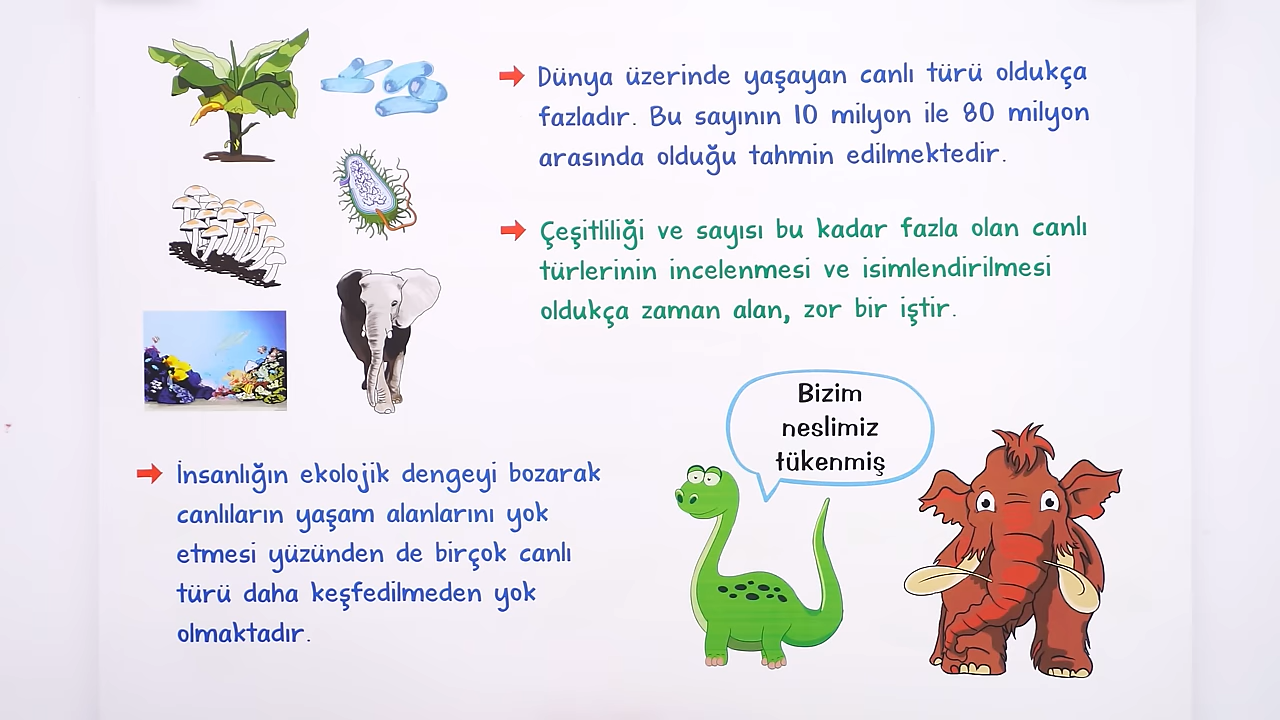 Dünya üzerinde yaşayan canlı türü oldukça
fazladır. Bu sayının 10 milyon ile 80 milyon
arasında olduğu tahmin edilmektedir.
Çeşitliliği ve sayısı bu kadar fazla olan canlı
türlerinin incelenmesi ve isimlendirilmesi
oldukça zaman alan, zor bir iştir.
Bizim
neslimiz
tükenmiş
İnsanlığın ekolojik dengeyi bozarak
canlıların yaşam alanlarını yok
etmesi yüzünden de birçok canlı
türü daha keşfedilmeden yok
olmaktadır.